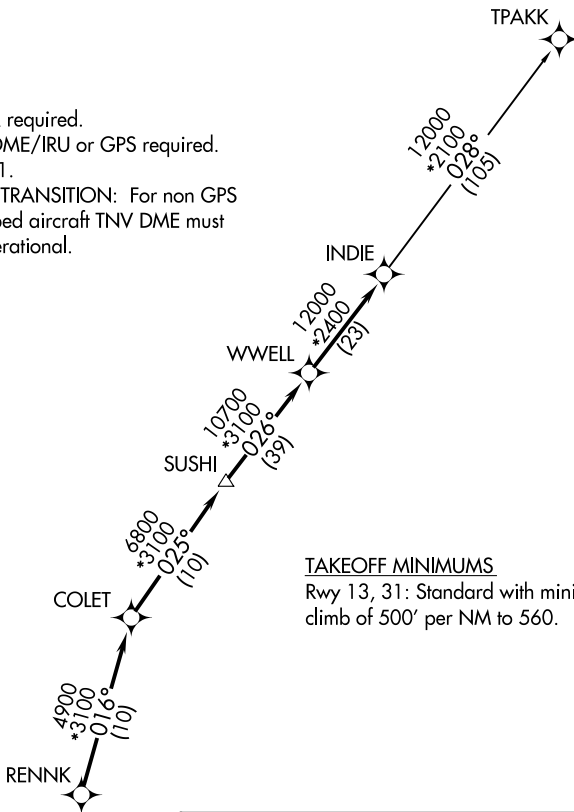 TPAKK
required.
DME/IRU or GPS required.
1.
TRANSITION: For non GPS
ped aircraft TNV DME must
erational.
12000
*2100
028°
(105)
INDIE
12000
*2400
(23)
WWELL
10700
*3100
026°
(39)
SUSHI
6800
*3100
025°
(10)
TAKEOFF MINIMUMS
Rwy 13, 31: Standard with mini
climb of 500' per NM to 560.
COLET
4900
*3100
016°
(10)
RENNK